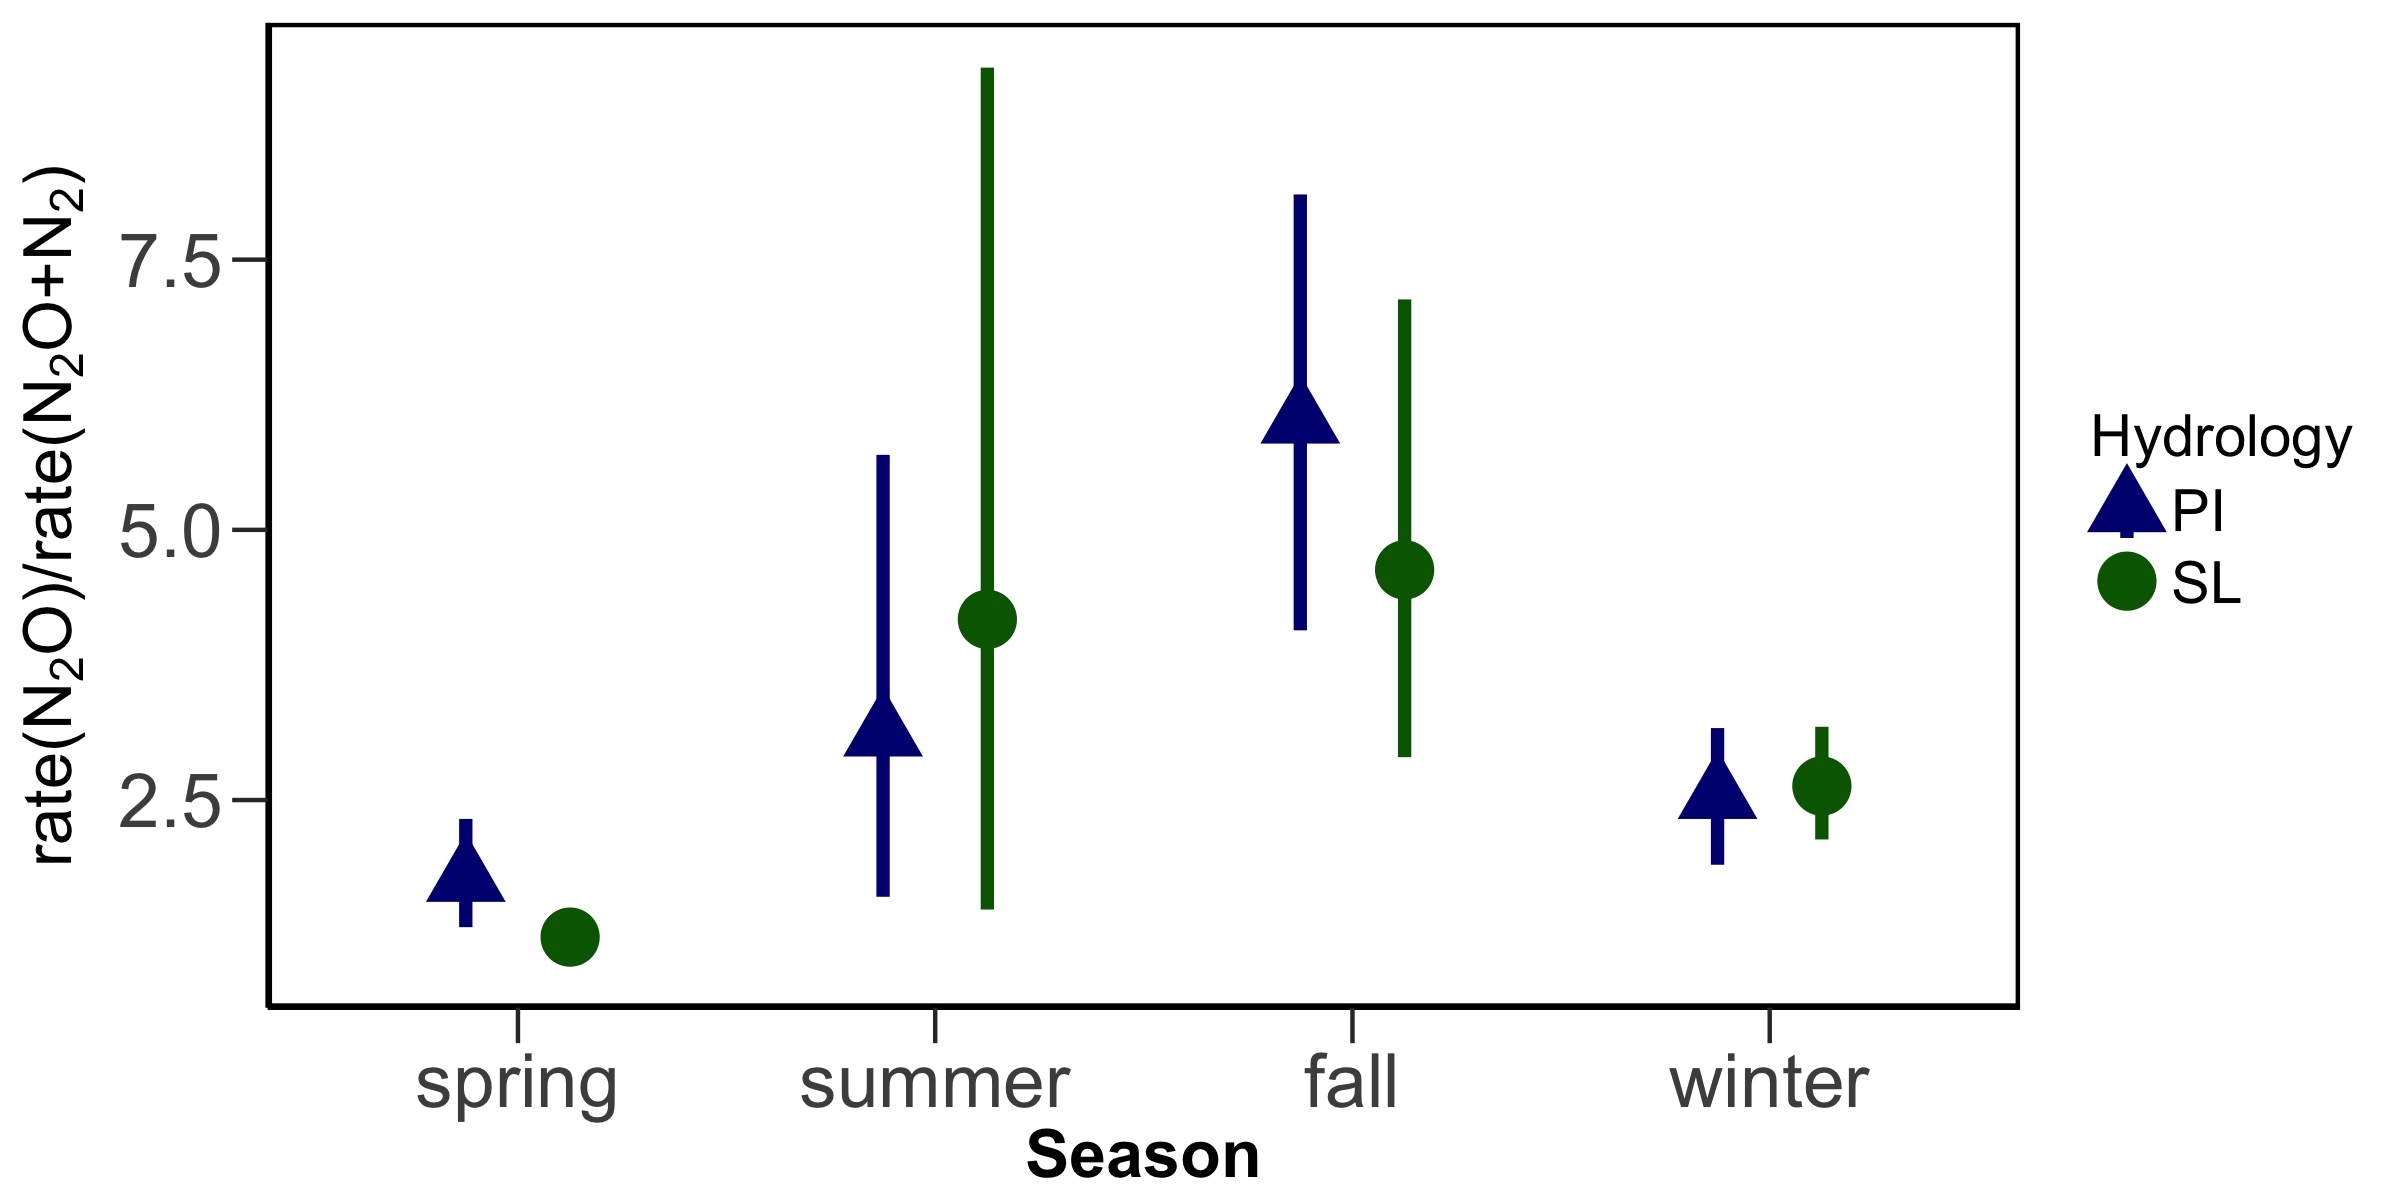 rate(N₂O)/rate(N₂O+N₂)
7.5
5.0
2.5
spring summer fall winter
Season
Hydrology
PI
SL